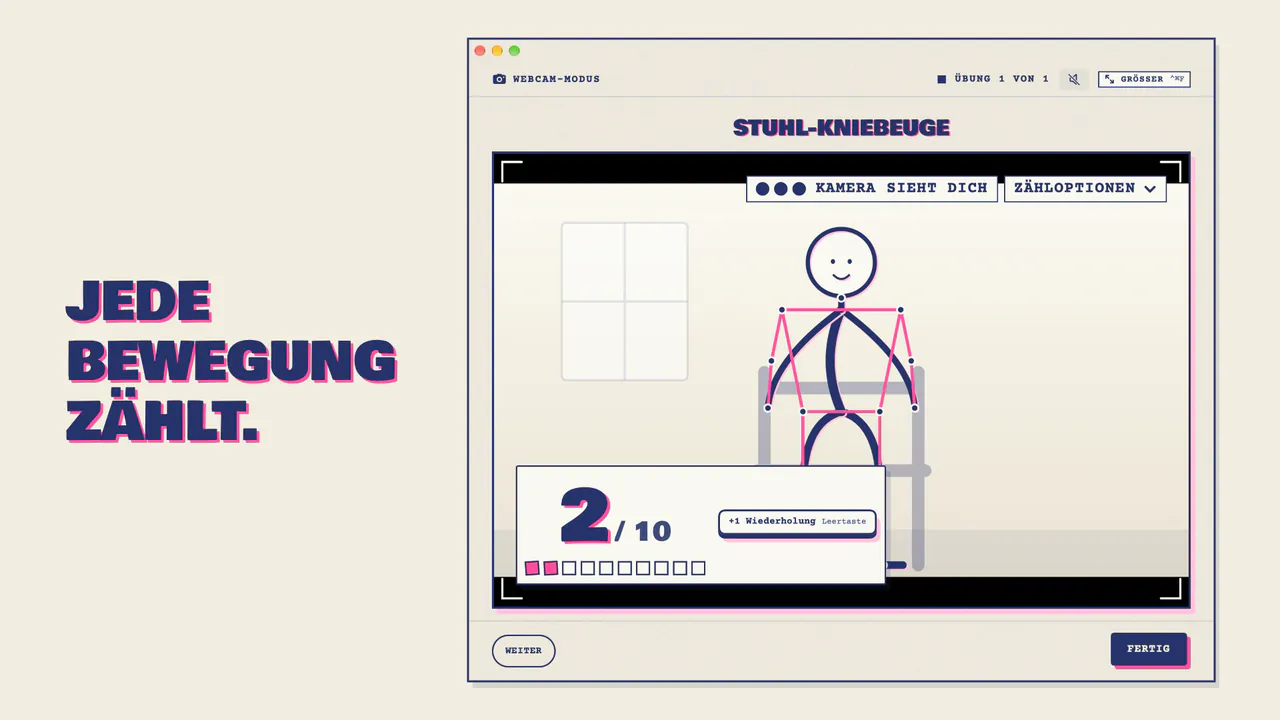 WEBCAM-MODUS
ÜBUNG 1 VON 1
GRÖSSER ^⌘F
STUHL-KNIEBEUGE
KAMERA SIEHT DICH
ZÄHLOPTIONEN
JEDE
BEWEGUNG
ZÄHLT.
2 / 10
+1 Wiederholung Leertaste
WEITER
FERTIG